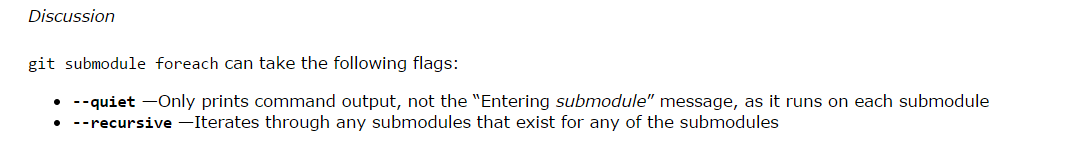 Discussion
git submodule foreach can take the following flags:
• --quiet —Only prints command output, not the “Entering submodule” message, as it runs on each submodule
• --recursive —Iterates through any submodules that exist for any of the submodules